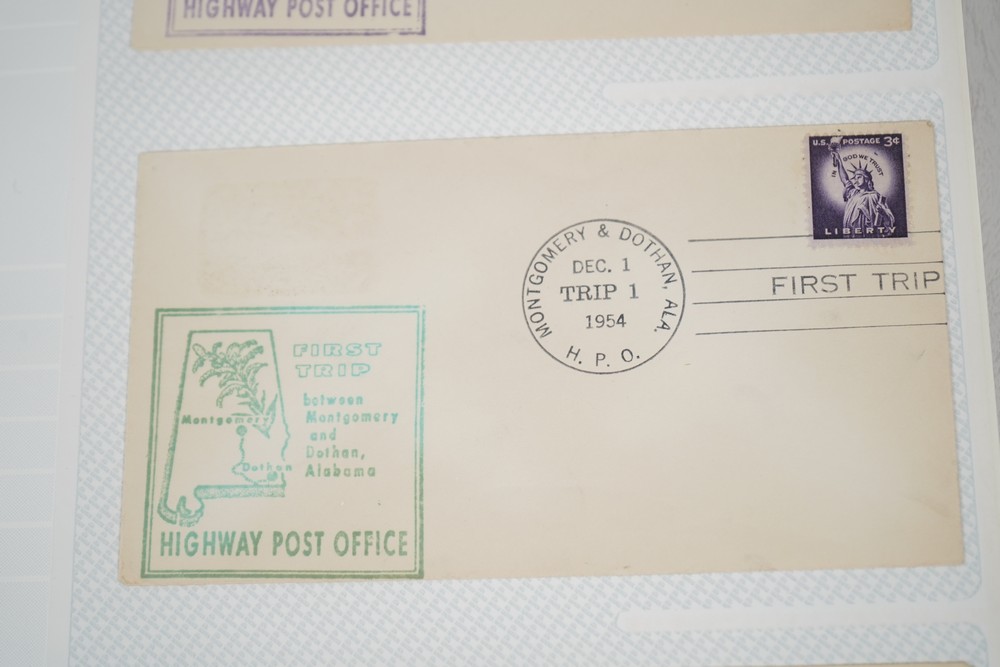 HIGHWAY POST OFFICE
U.S. POSTAGE 3¢
IN GOD WE TRUST
LIBERTY
MONTGOMERY & DOTHAN, ALA.
DEC. 1
TRIP 1
1954
H. P. O.
FIRST TRIP
FIRST
TRIP
between
Montgomery
and
Dothan,
Alabama
Montgomery
Dothan
HIGHWAY POST OFFICE